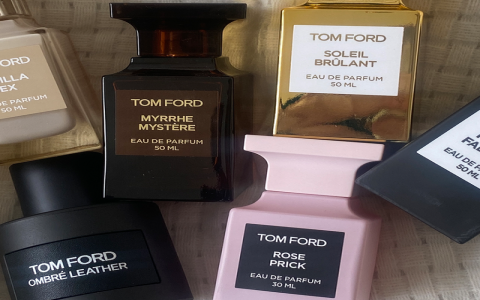 ILLA
EX
DE PARFUM
50 ML
TOM FORD
MYRRHE
MYSTÈRE
EAU DE PARFUM
50 ML
TOM FORD
SOLEIL
BRÛLANT
EAU DE PARFUM
50 ML
FA
EAU DE PA
50 ML
TOM FORD
OMBRÉ LEATHER
TOM FORD
ROSE
PRICK
EAU DE PARFUM
30 ML